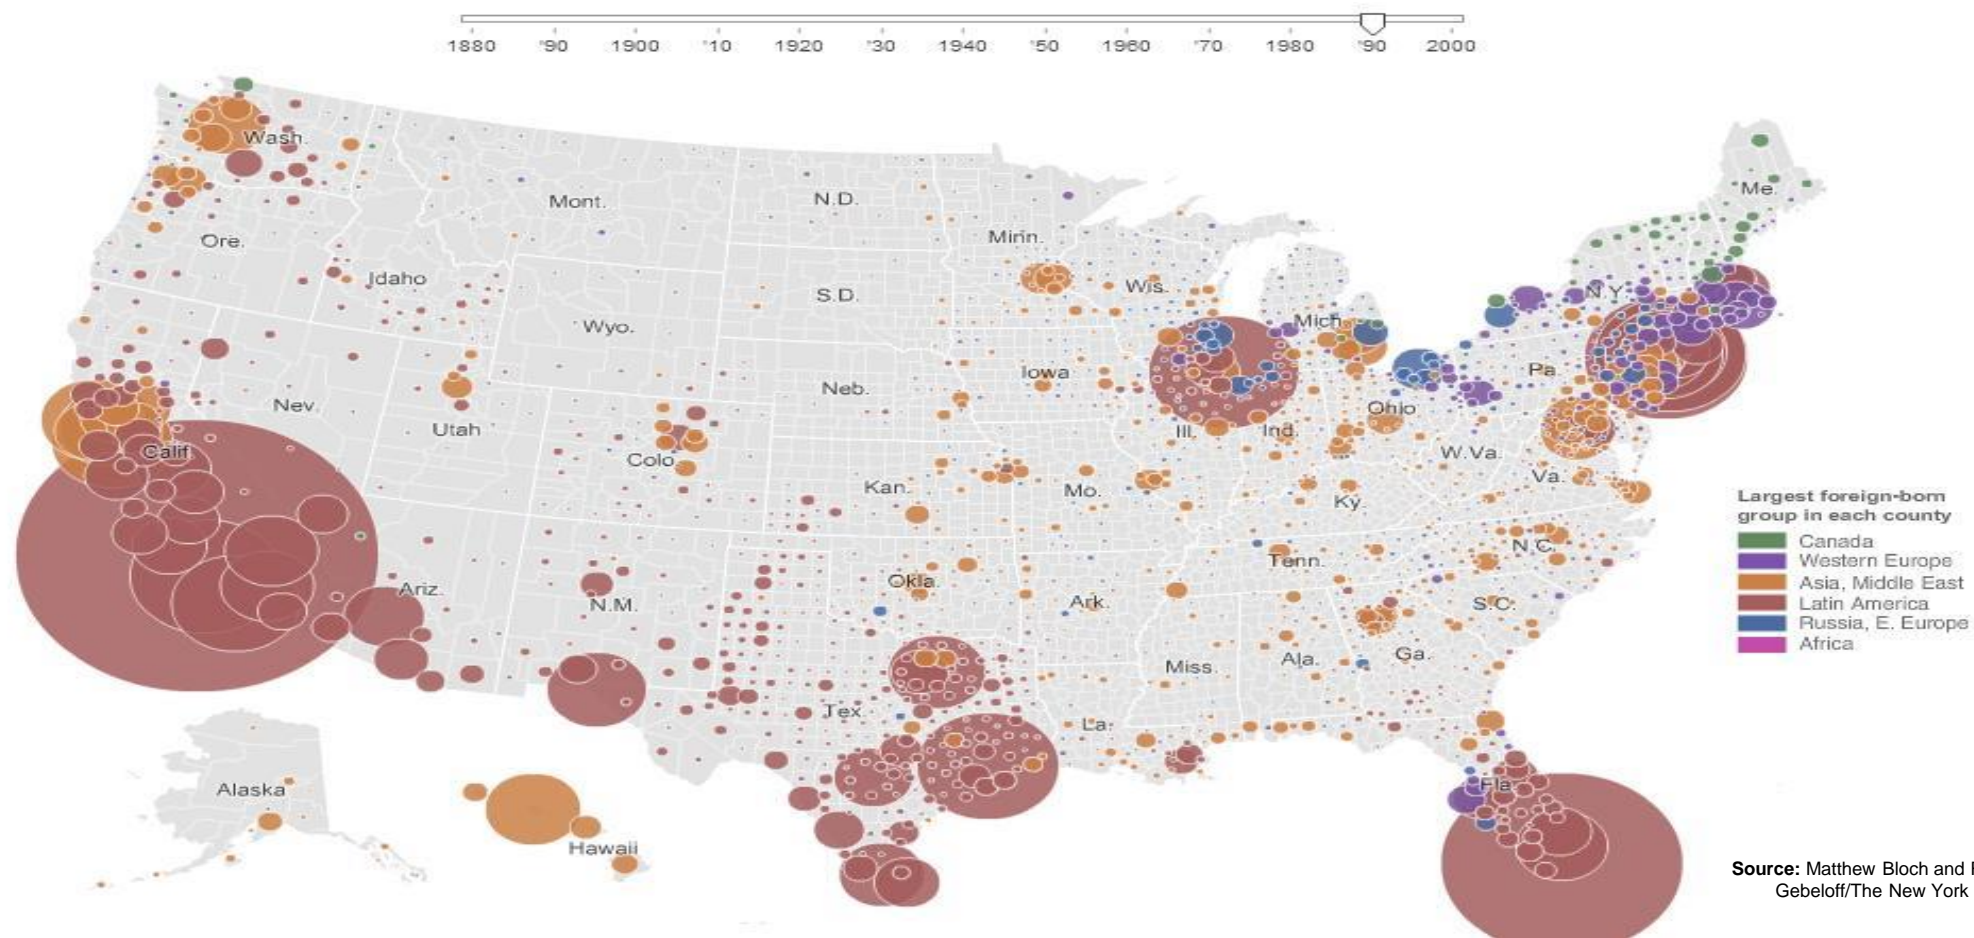 1880 '90 1900 '10 1920 '30 1940 '50 1960 '70 1980 '90 2000
Wash.
Ore.
Idaho
Mont.
N.D.
Minn.
Wis.
Mich.
N.Y.
Me.
S.D.
Wyo.
Nev.
Utah
Colo.
Calif.
Neb.
Iowa
Ill.
Ind.
Ohio
Pa.
W.Va.
Va.
Kan.
Mo.
Ky.
Ariz.
N.M.
Okla.
Ark.
Tenn.
N.C.
S.C.
Tex.
La.
Miss.
Ala.
Ga.
Fla.
Alaska
Hawaii
Largest foreign-born
group in each county
Canada
Western Europe
Asia, Middle East
Latin America
Russia, E. Europe
Africa
Source: Matthew Bloch and
Gebeloff/The New York